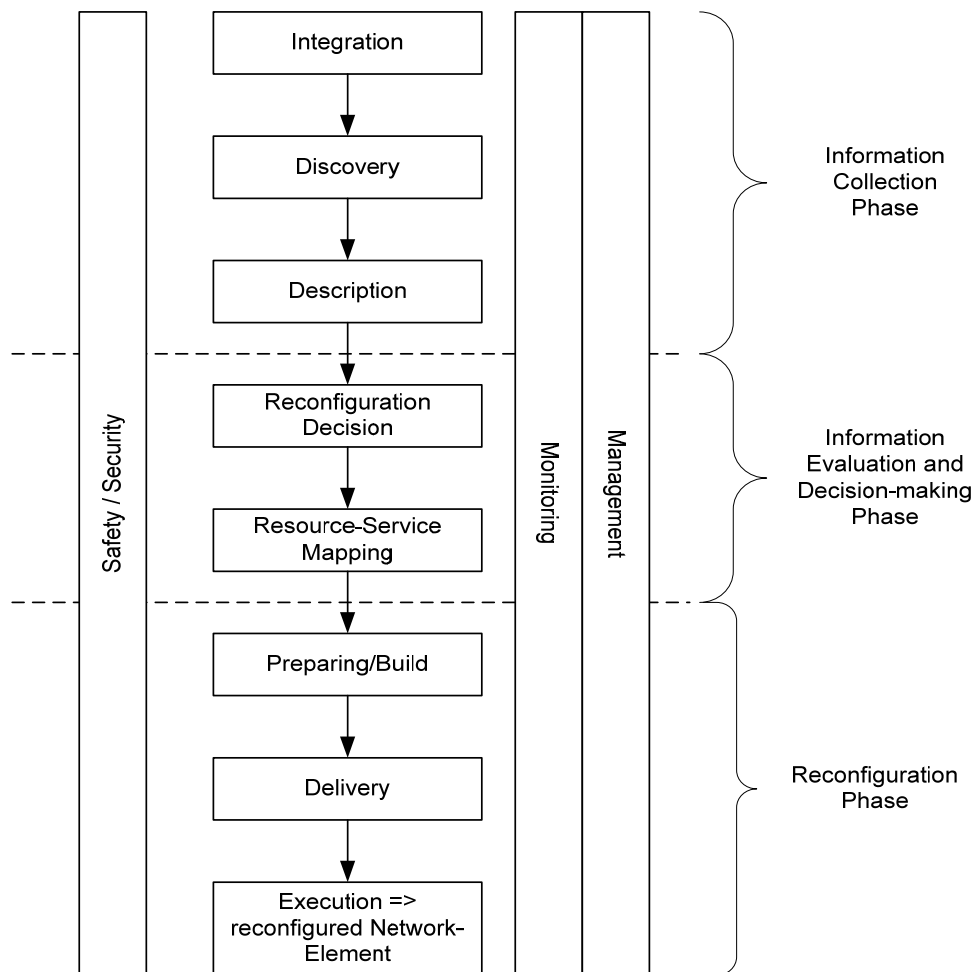 Integration
Discovery
Description
Reconfiguration
Decision
Resource-Service
Mapping
Preparing/Build
Delivery
Execution =>
reconfigured Network-
Element
Safety / Security
Monitoring
Management
Information
Collection
Phase
Information
Evaluation and
Decision-making
Phase
Reconfiguration
Phase